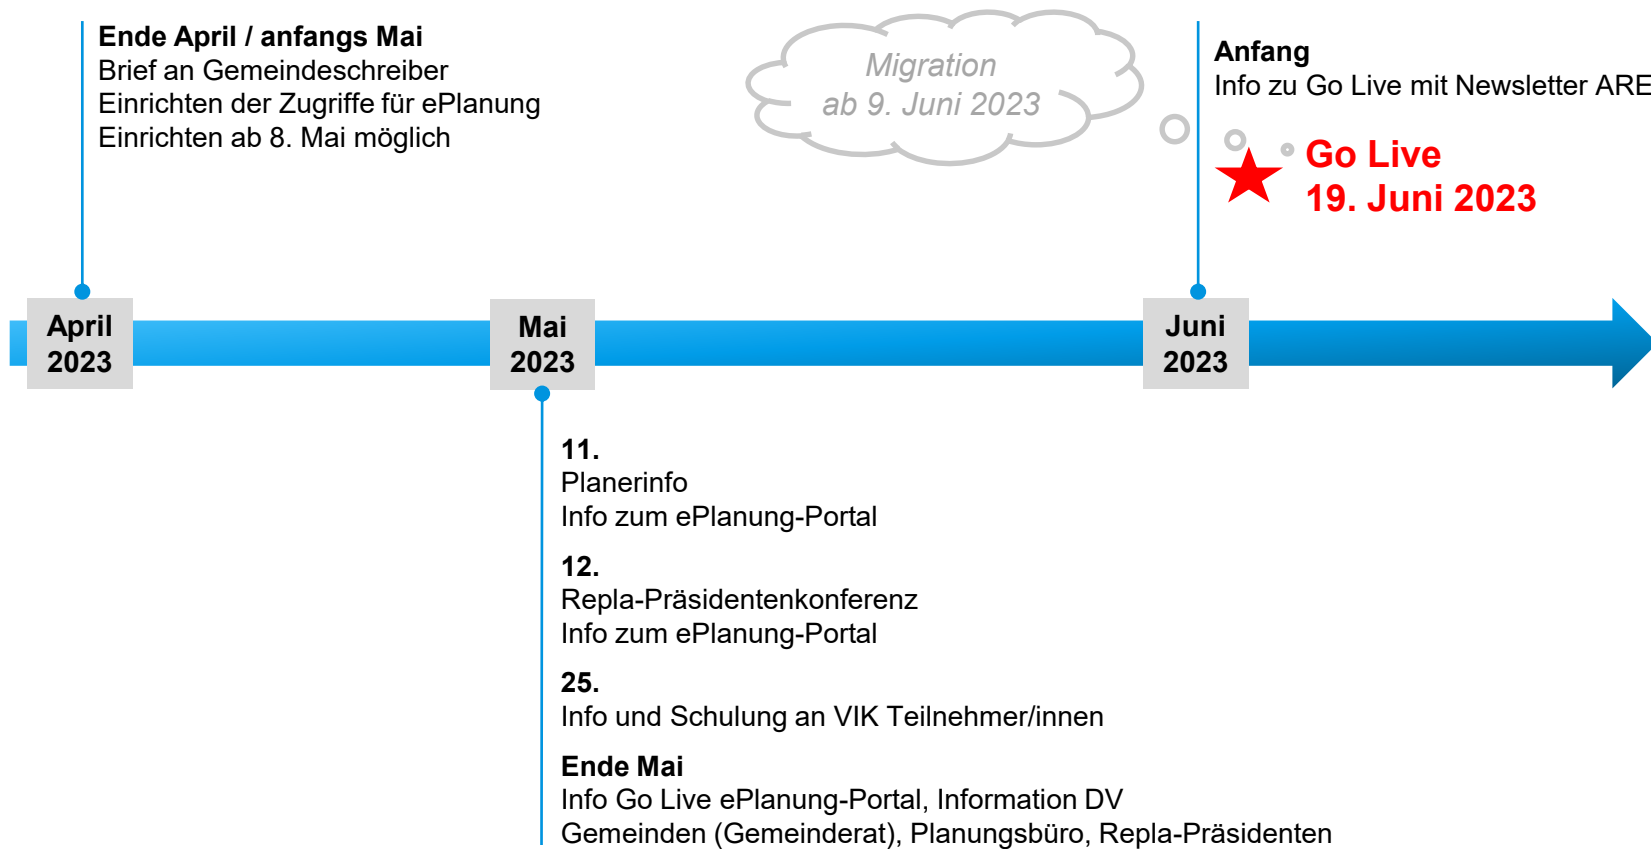 Ende April / anfangs Mai
Brief an Gemeindeschreiber
Einrichten der Zugriffe für ePlanung
Einrichten ab 8. Mai möglich
Migration
ab 9. Juni 2023
Anfang
Info zu Go Live mit Newsletter ARE
Go Live
19. Juni 2023
April
2023
Mai
2023
Juni
2023
11.
Planerinfo
Info zum ePlanung-Portal
12.
Repla-Präsidentenkonferenz
Info zum ePlanung-Portal
25.
Info und Schulung an VIK Teilnehmer/innen
Ende Mai
Info Go Live ePlanung-Portal, Information DV
Gemeinden (Gemeinderat), Planungsbüro, Repla-Präsidenten